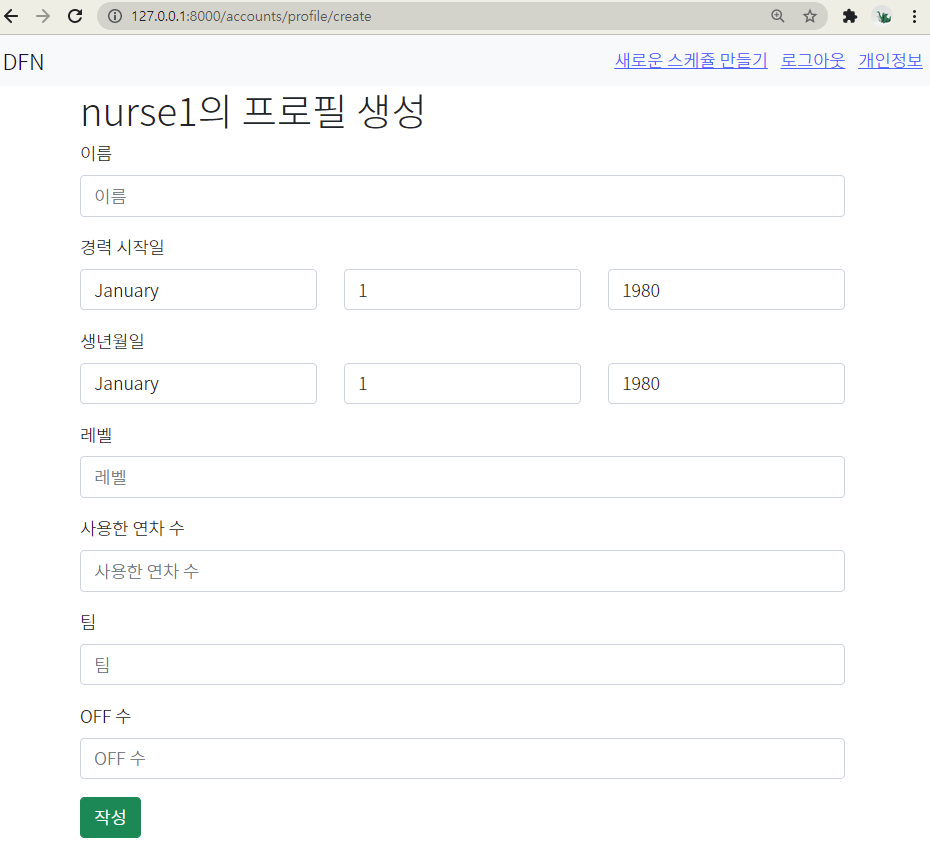 127.0.0.1:8000/accounts/profile/create
DFN
새로운 스케쥴 만들기 로그아웃 개인정보
nurse1의 프로필 생성
이름
이름
경력 시작일
January 1 1980
생년월일
January 1 1980
레벨
레벨
사용한 연차 수
사용한 연차 수
팀
팀
OFF 수
OFF 수
작성